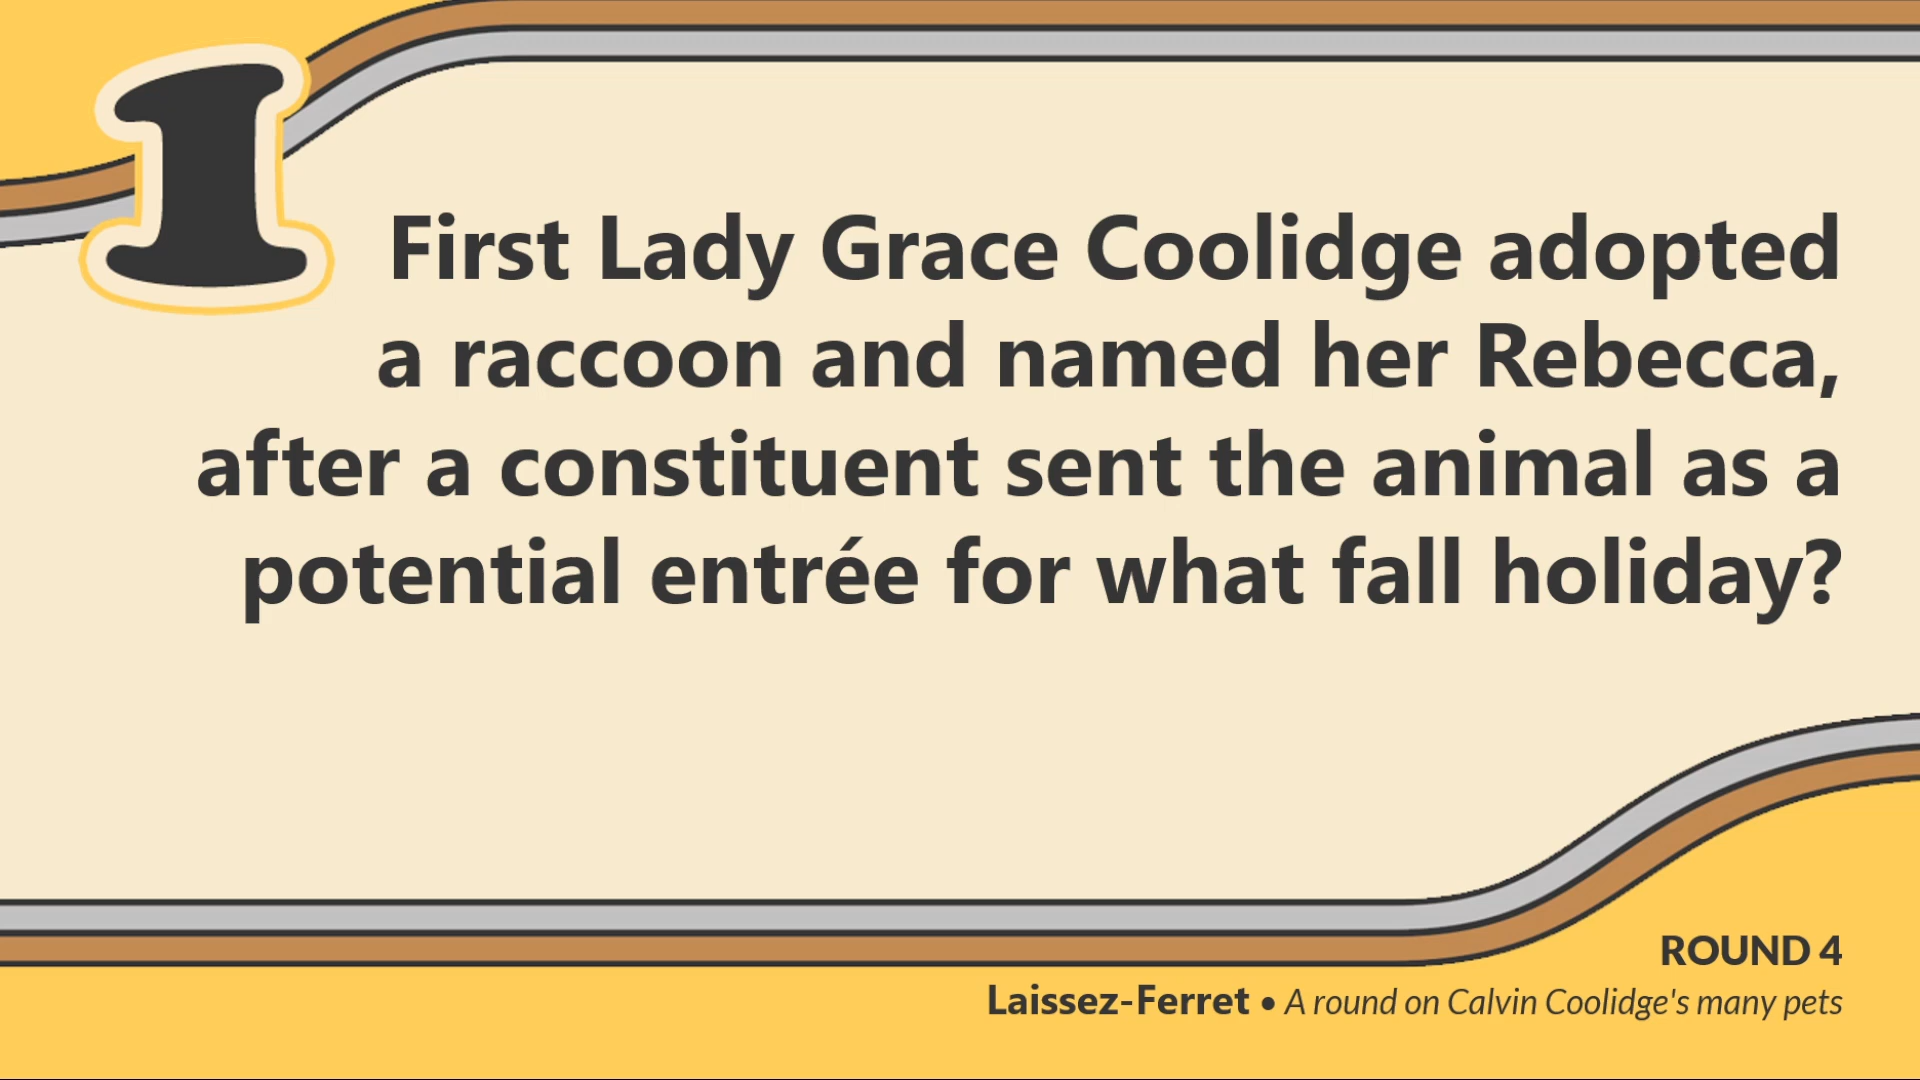 1
First Lady Grace Coolidge adopted
a raccoon and named her Rebecca,
after a constituent sent the animal as a
potential entrée for what fall holiday?
ROUND 4
Laissez-Ferret • A round on Calvin Coolidge's many pets